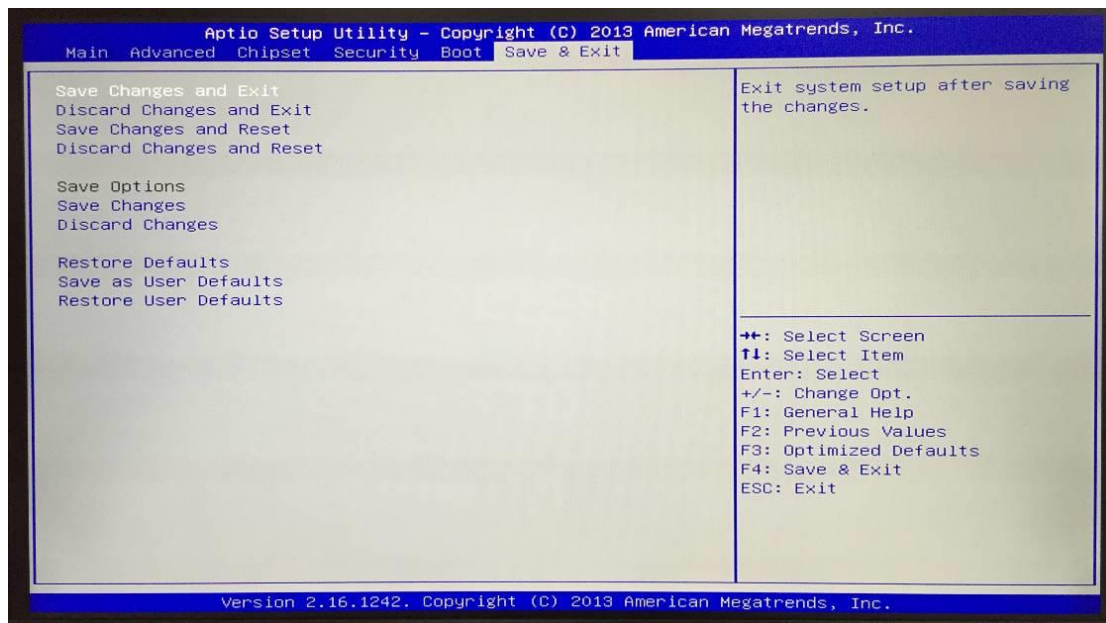 Aptio Setup Utility – Copyright (C) 2013 American Megatrends, Inc.
Main Advanced Chipset Security Boot Save & Exit
Save Changes and Exit
Discard Changes and Exit
Save Changes and Reset
Discard Changes and Reset
Save Options
Save Changes
Discard Changes
Restore Defaults
Save as User Defaults
Restore User Defaults
Exit system setup after saving
the changes.
→←: Select Screen
↑↓: Select Item
Enter: Select
+/-: Change Opt.
F1: General Help
F2: Previous Values
F3: Optimized Defaults
F4: Save & Exit
ESC: Exit
Version 2.16.1242. Copyright (C) 2013 American Megatrends, Inc.